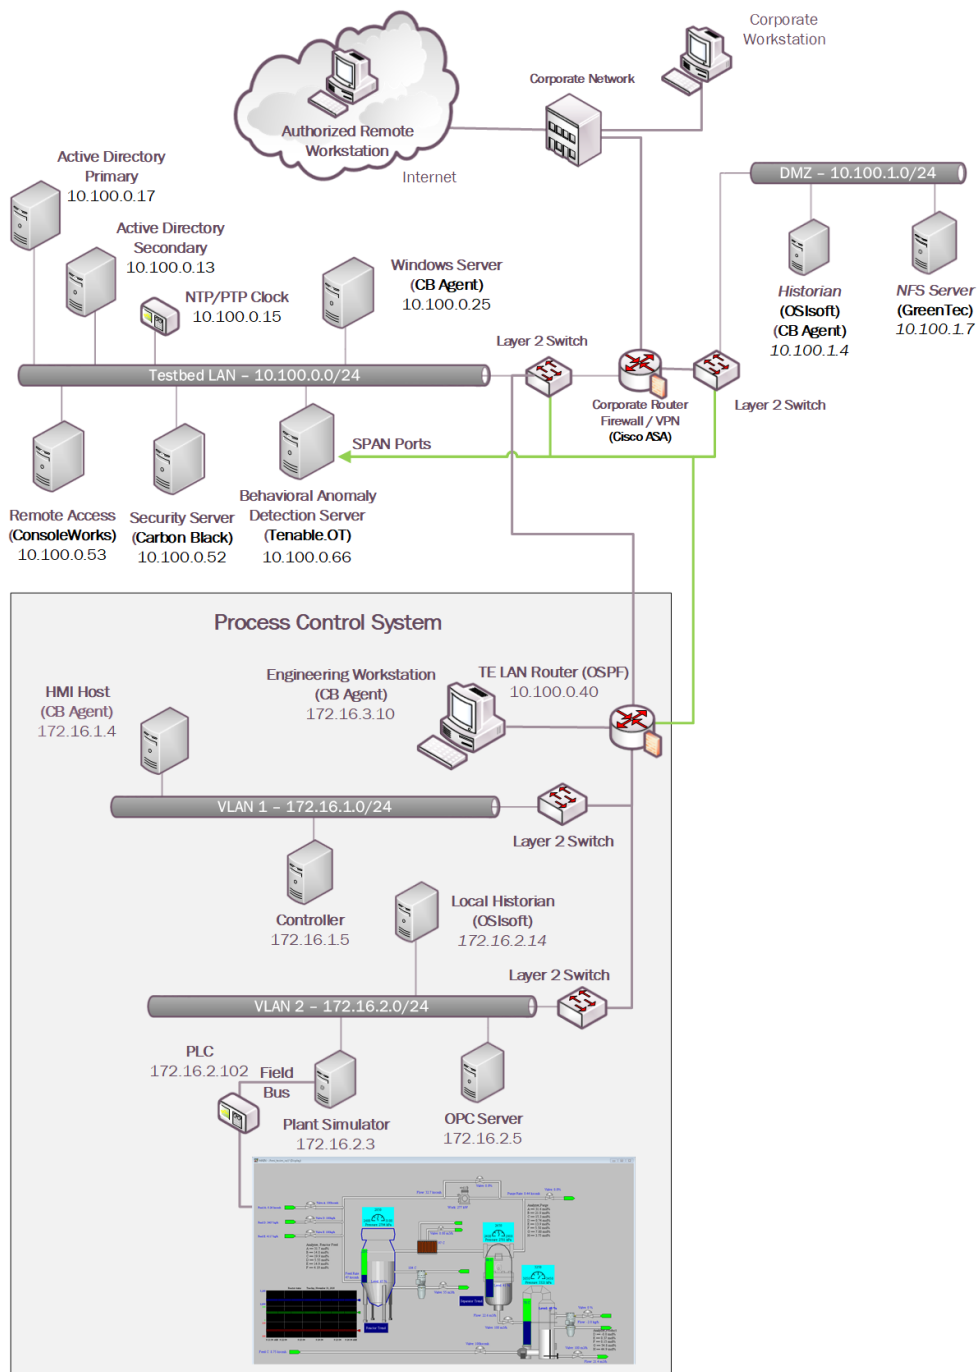 Corporate
Workstation
Corporate Network
Authorized Remote
Workstation
Internet
Active Directory
Primary
10.100.0.17
DMZ – 10.100.1.0/24
Active Directory
Secondary
10.100.0.13
NTP/PTP Clock
10.100.0.15
Windows Server
(CB Agent)
10.100.0.25
Historian
(OSIsoft)
(CB Agent)
10.100.1.4
NFS Server
(GreenTec)
10.100.1.7
Layer 2 Switch
Testbed LAN – 10.100.0.0/24
Corporate Router
Firewall / VPN
(Cisco ASA)
Layer 2 Switch
SPAN Ports
Remote Access
(ConsoleWorks)
10.100.0.53
Security Server
(Carbon Black)
10.100.0.52
Behavioral Anomaly
Detection Server
(Tenable.OT)
10.100.0.66
Process Control System
TE LAN Router (OSPF)
10.100.0.40
Engineering Workstation
(CB Agent)
172.16.3.10
HMI Host
(CB Agent)
172.16.1.4
VLAN 1 – 172.16.1.0/24
Layer 2 Switch
Controller
172.16.1.5
Local Historian
(OSIsoft)
172.16.2.14
Layer 2 Switch
VLAN 2 – 172.16.2.0/24
PLC
172.16.2.102
Field
Bus
Plant Simulator
172.16.2.3
OPC Server
172.16.2.5